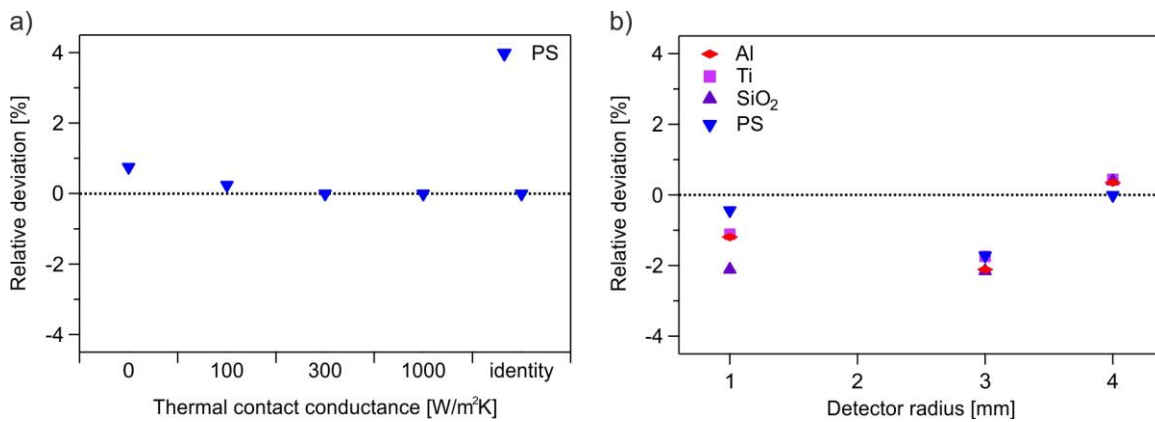 a)
4
2
0
-2
-4
Relative deviation [%]
PS
0 100 300 1000 identity
Thermal contact conductance [W/m²K]
b)
4
2
0
-2
-4
Relative deviation [%]
Al
Ti
SiO₂
PS
1 2 3 4
Detector radius [mm]